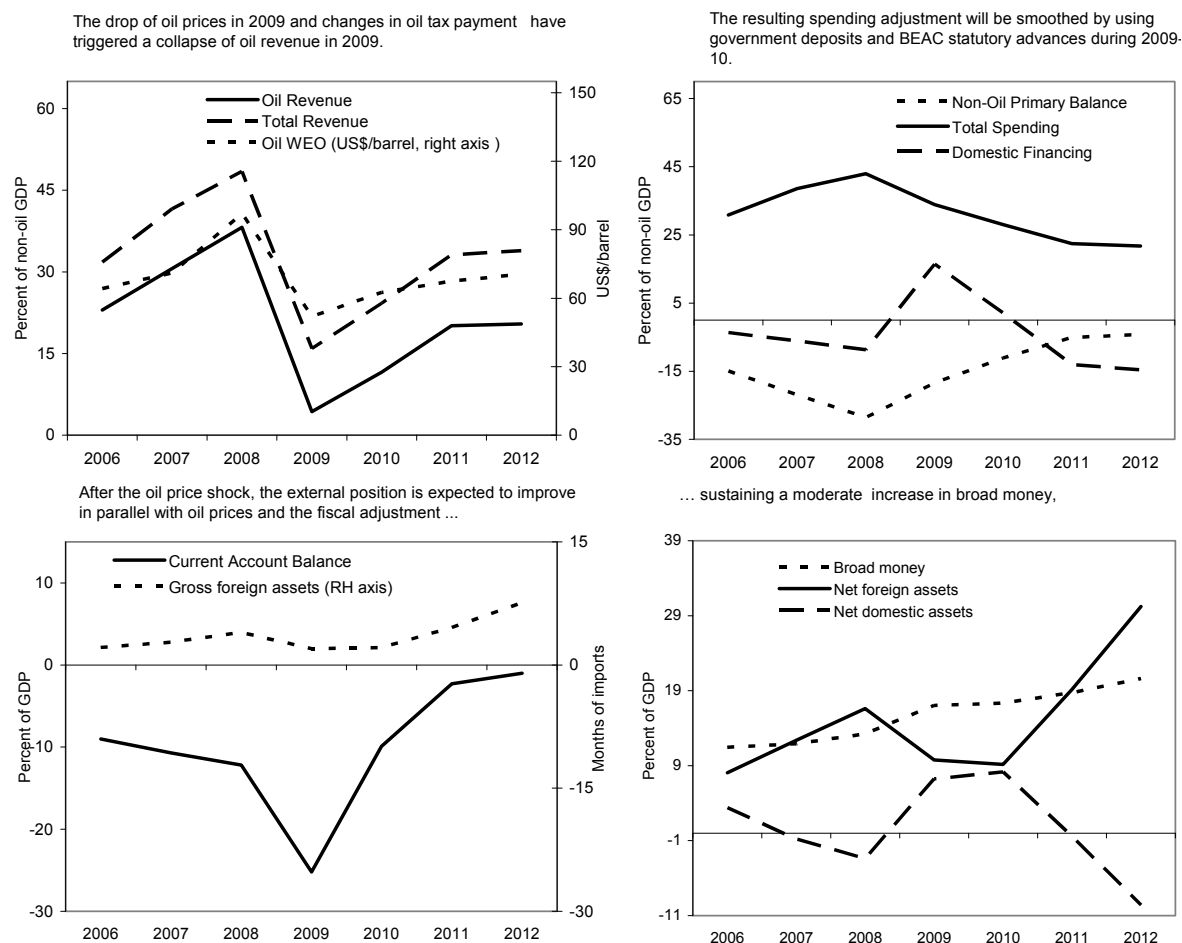 The drop of oil prices in 2009 and changes in oil tax payment have
triggered a collapse of oil revenue in 2009.
60
45
30
15
0
Percent of non-oil GDP
Oil Revenue
Total Revenue
Oil WEO (US$/barrel, right axis )
150
120
90
60
30
0
US$/barrel
2006 2007 2008 2009 2010 2011 2012
The resulting spending adjustment will be smoothed by using
government deposits and BEAC statutory advances during 2009-
10.
65
45
25
5
-15
-35
Percent of non-oil GDP
Non-Oil Primary Balance
Total Spending
Domestic Financing
2006 2007 2008 2009 2010 2011 2012
After the oil price shock, the external position is expected to improve
in parallel with oil prices and the fiscal adjustment ...
10
0
-10
-20
-30
Percent of GDP
Current Account Balance
Gross foreign assets (RH axis)
15
0
-15
-30
Months of imports
2006 2007 2008 2009 2010 2011 2012
… sustaining a moderate increase in broad money,
39
29
19
9
-1
-11
Percent of GDP
Broad money
Net foreign assets
Net domestic assets
2006 2007 2008 2009 2010 2011 2012